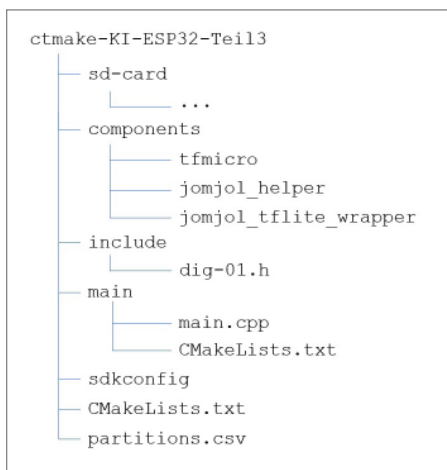 ctmake-KI-ESP32-Teil3
sd-card
...
components
tfmicro
jomjol_helper
jomjol_tflite_wrapper
include
dig-01.h
main
main.cpp
CMakeLists.txt
sdkconfig
CMakeLists.txt
partitions.csv